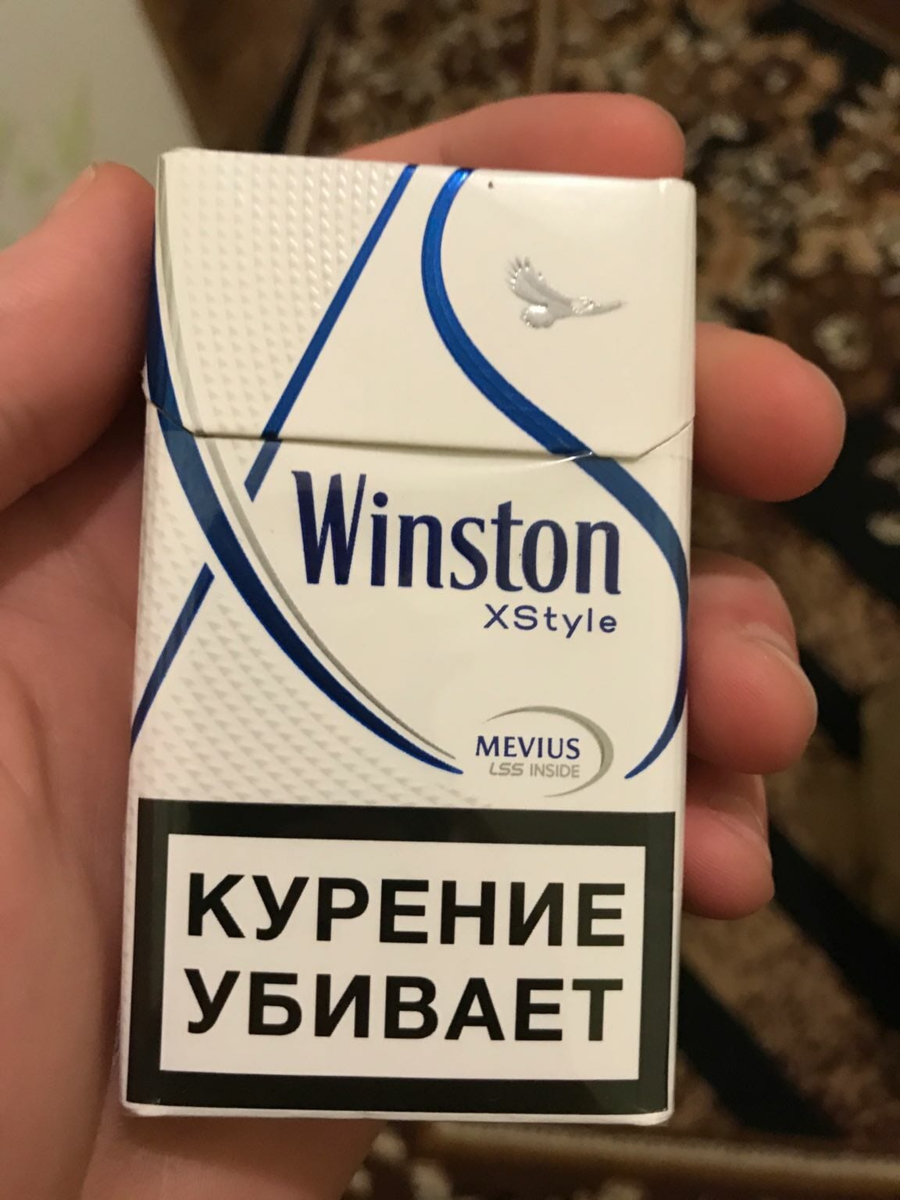 Winston
XStyle
MEVIUS
LSS INSIDE
КУРЕНИЕ
УБИВАЕТ